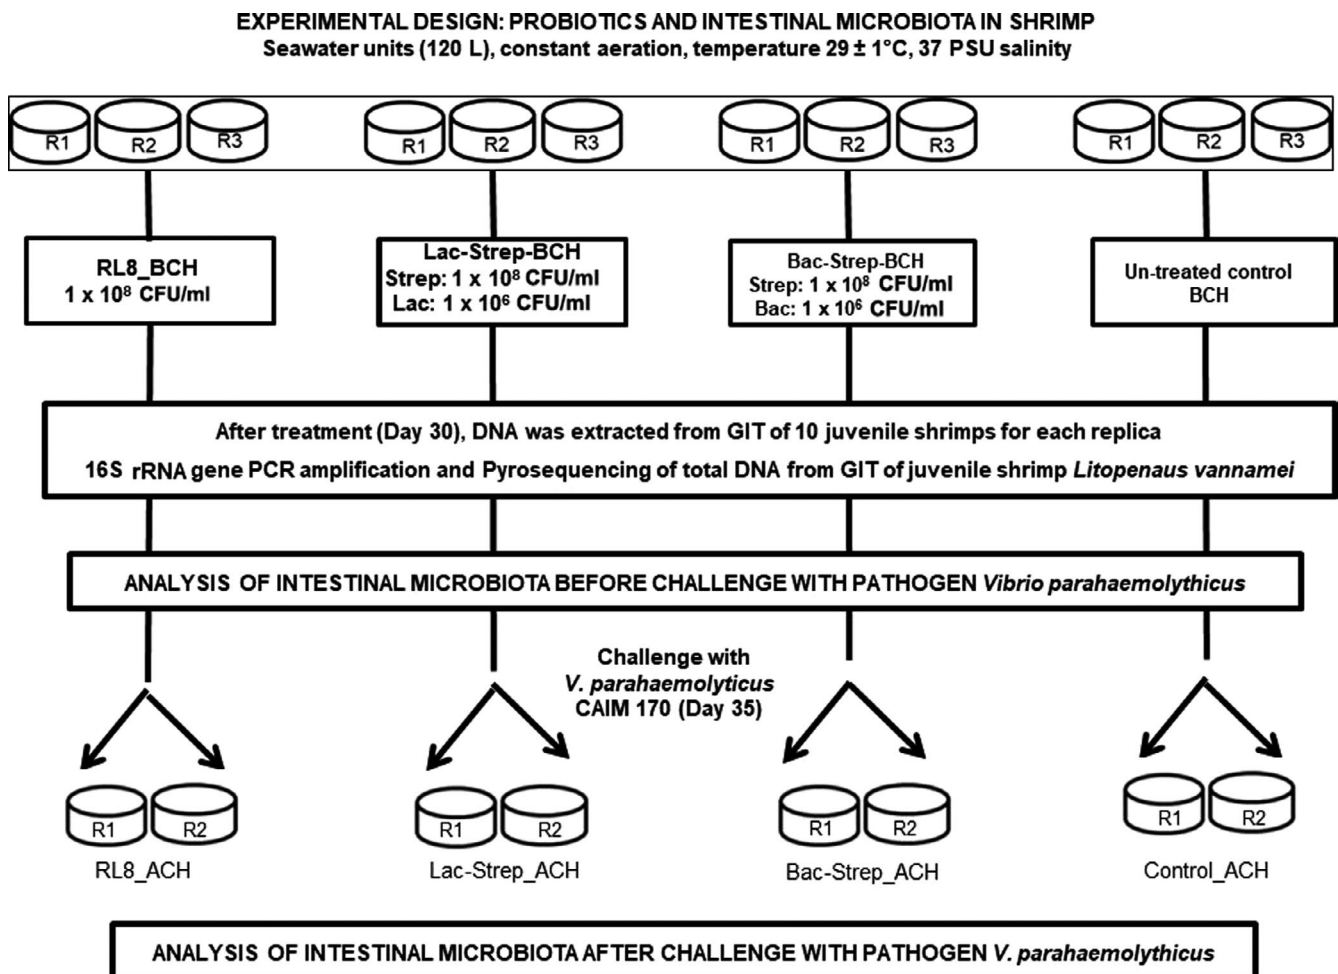 EXPERIMENTAL DESIGN: PROBIOTICS AND INTESTINAL MICROBIOTA IN SHRIMP
Seawater units (120 L), constant aeration, temperature 29 ± 1°C, 37 PSU salinity
R1 R2 R3 R1 R2 R3 R1 R2 R3 R1 R2 R3
RL8_BCH
1 x 10⁸ CFU/ml
Lac-Strep-BCH
Strep: 1 x 10⁸ CFU/ml
Lac: 1 x 10⁶ CFU/ml
Bac-Strep-BCH
Strep: 1 x 10⁸ CFU/ml
Bac: 1 x 10⁶ CFU/ml
Un-treated control
BCH
After treatment (Day 30), DNA was extracted from GIT of 10 juvenile shrimps for each replica
16S rRNA gene PCR amplification and Pyrosequencing of total DNA from GIT of juvenile shrimp Litopenaus vannamei
ANALYSIS OF INTESTINAL MICROBIOTA BEFORE CHALLENGE WITH PATHOGEN Vibrio parahaemolythicus
Challenge with
V. parahaemolyticus
CAIM 170 (Day 35)
R1 R2 R1 R2 R1 R2 R1 R2
RL8_ACH Lac-Strep_ACH Bac-Strep_ACH Control_ACH
ANALYSIS OF INTESTINAL MICROBIOTA AFTER CHALLENGE WITH PATHOGEN V. parahaemolythicus